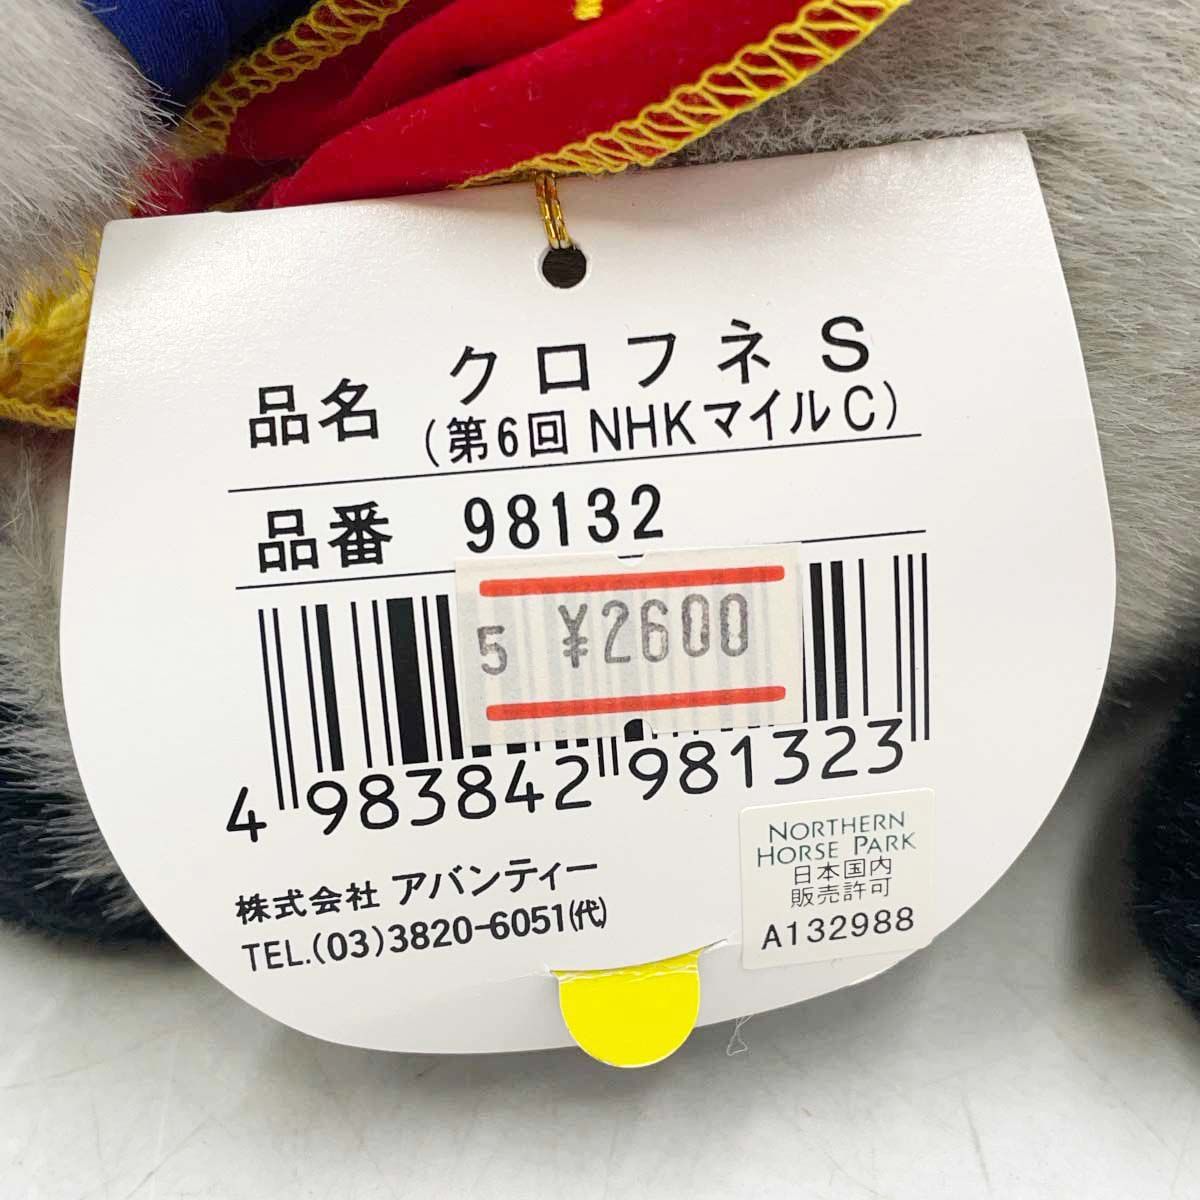 品名 クロフネ S
(第6回 NHKマイルC)
品番 98132
5 ¥2600
4 983842 981323
株式会社 アバンティー
TEL.(03)3820-6051(代)
NORTHERN
HORSE PARK
日本国内
販売許可
A132988